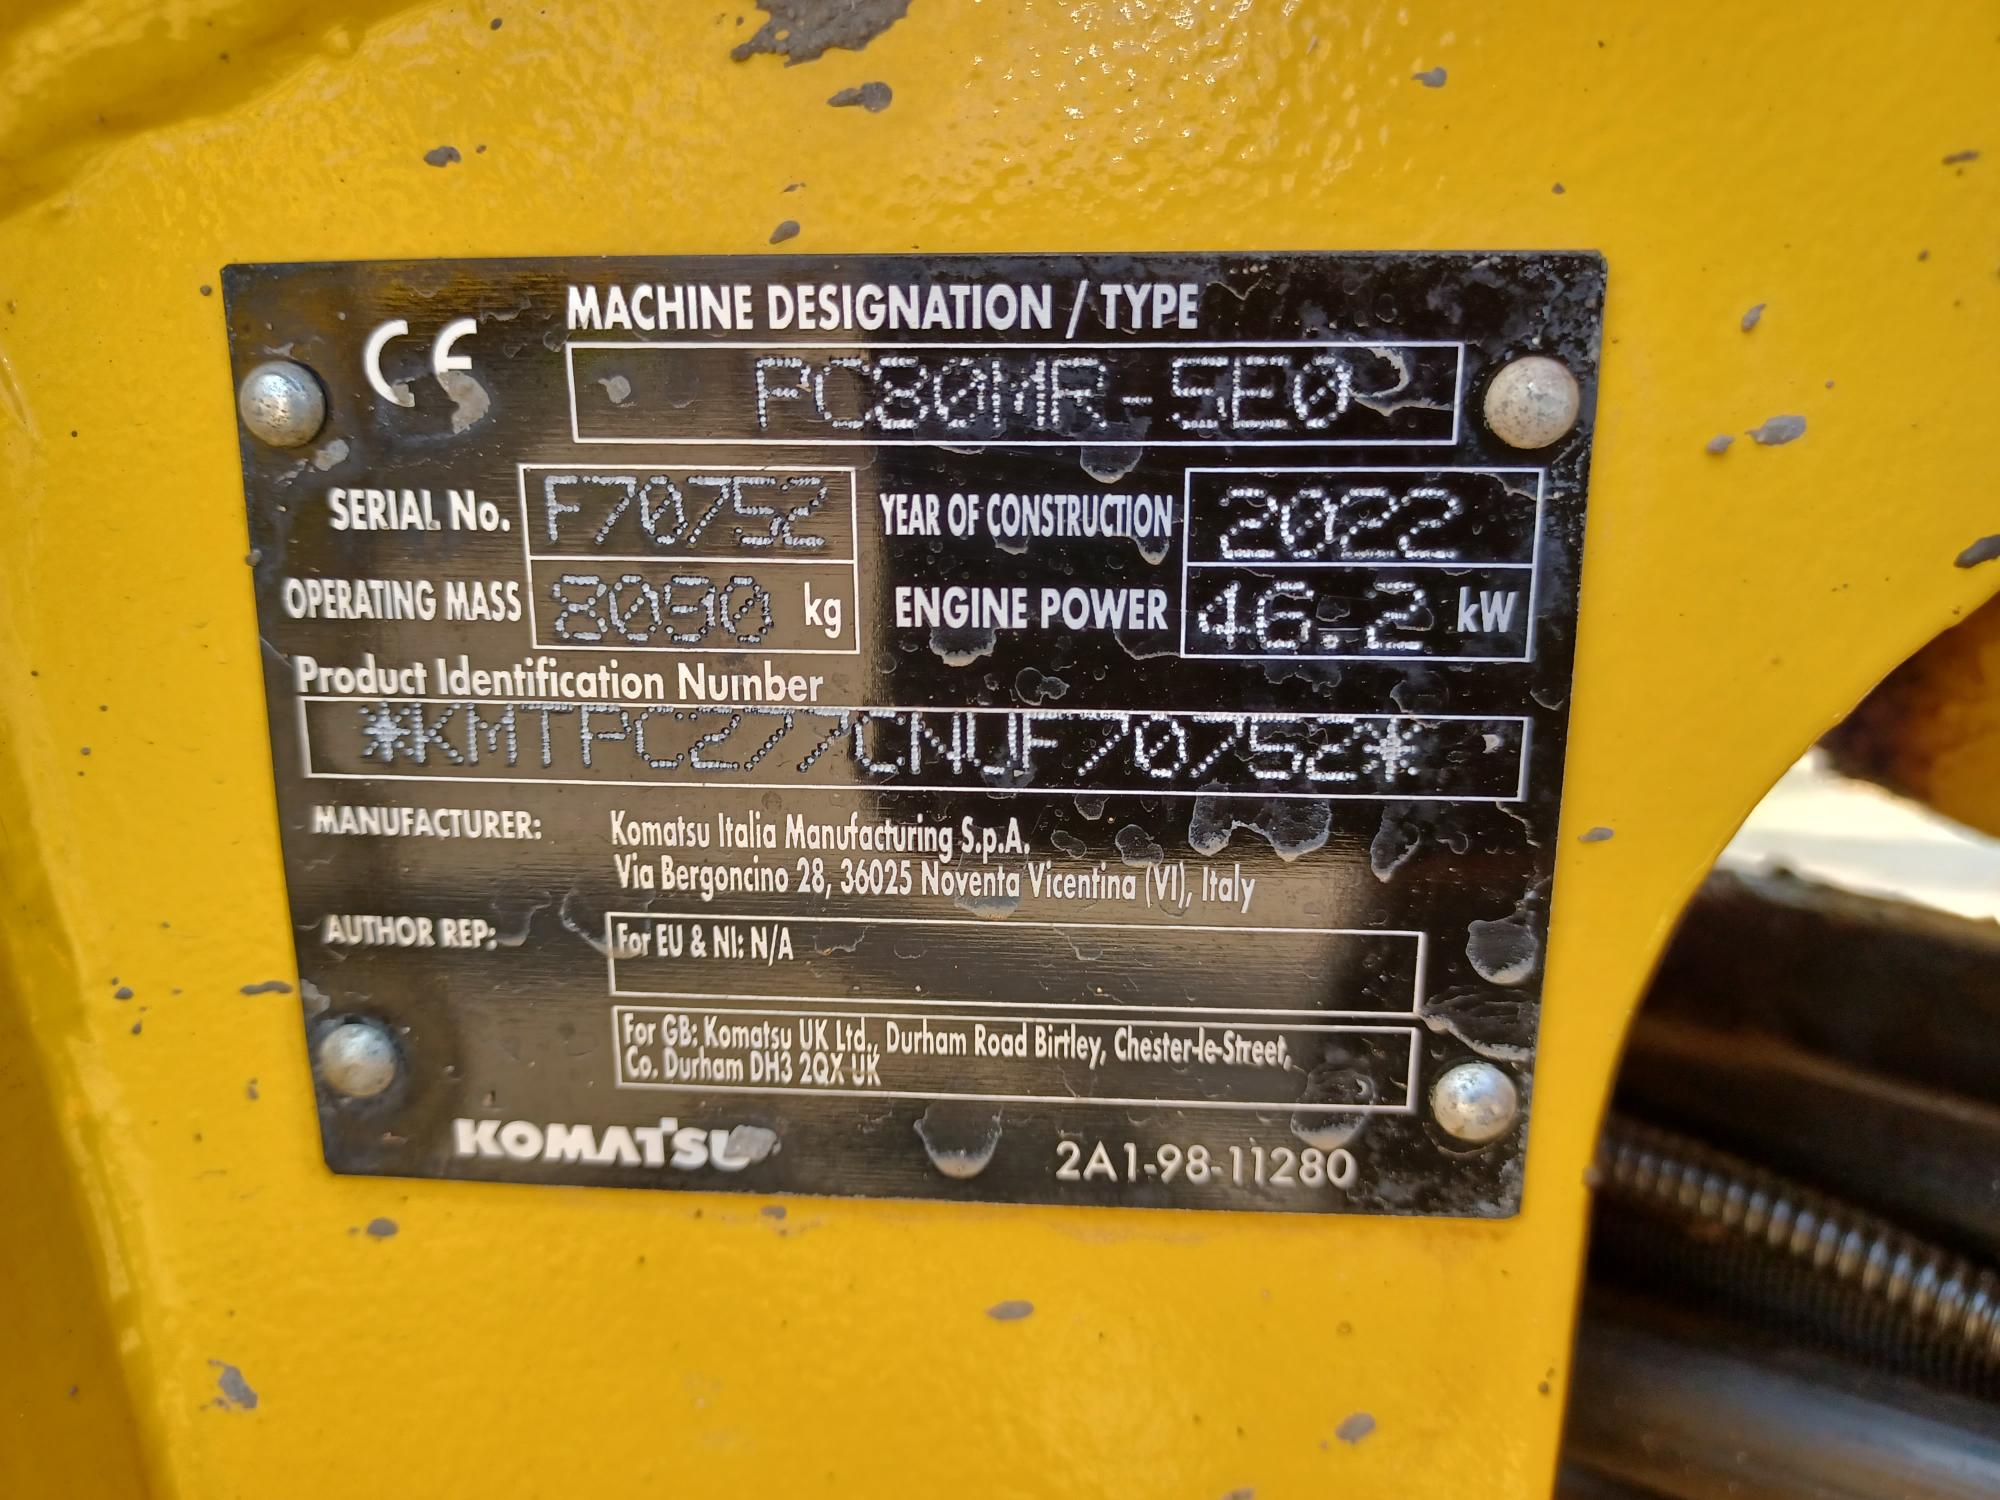 CE
MACHINE DESIGNATION / TYPE
PC80MR-5E0
SERIAL No. F70752 YEAR OF CONSTRUCTION 2022
OPERATING MASS 8090 kg ENGINE POWER 46.2 kW
Product Identification Number
*KMTPC277CNUF70752*
MANUFACTURER: Komatsu Italia Manufacturing S.p.A.
Via Bergoncino 28, 36025 Noventa Vicentina (VI), Italy
AUTHOR REP: For EU & NI: N/A
For GB: Komatsu UK Ltd., Durham Road Birtley, Chester-le-Street,
Co. Durham DH3 2QX UK
KOMATSU 2A1-98-11280